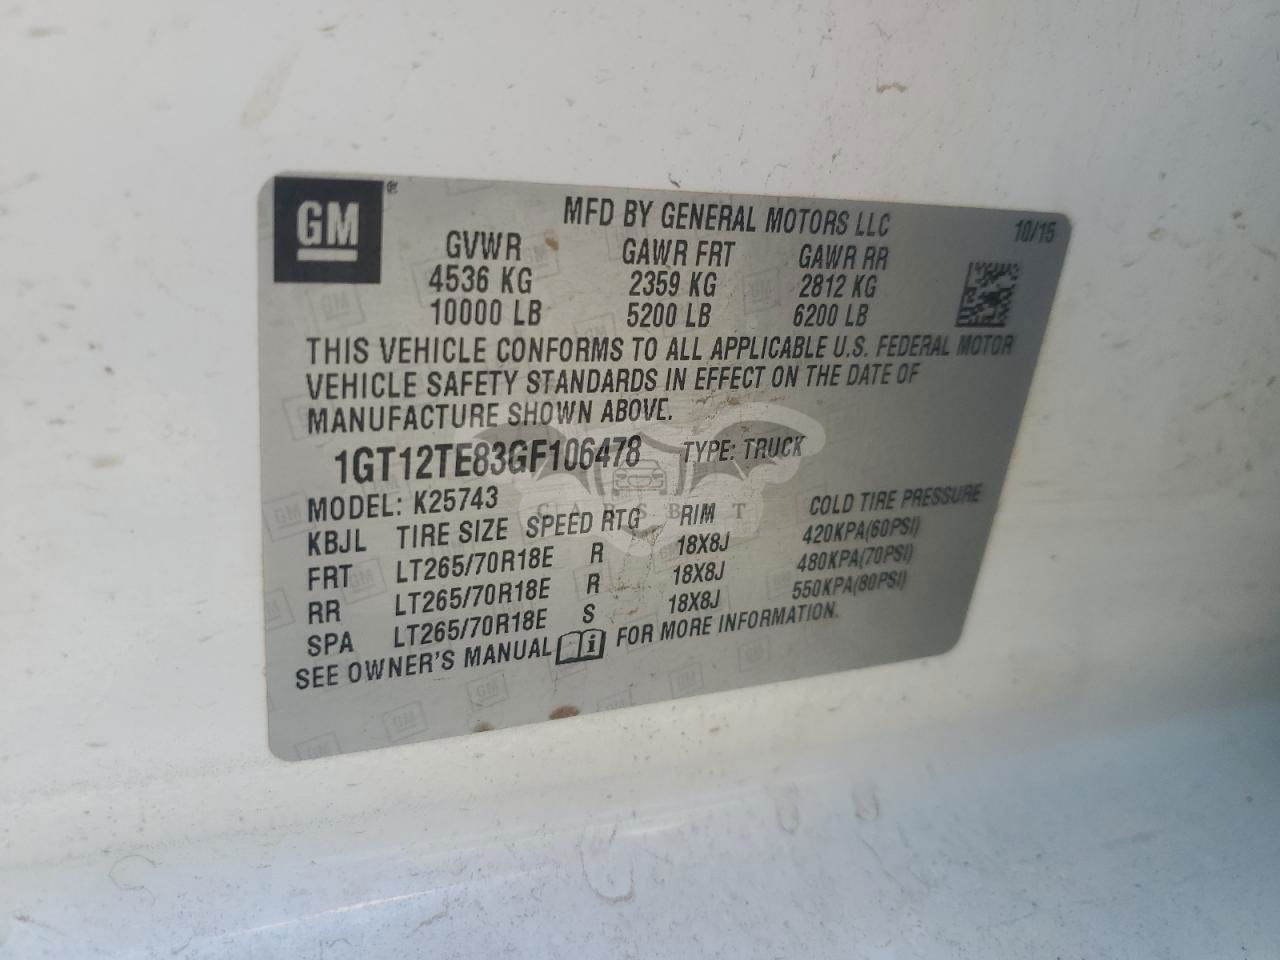 GM ®
MFD BY GENERAL MOTORS LLC 10/15
GVWR GAWR FRT GAWR RR
4536 KG 2359 KG 2812 KG
10000 LB 5200 LB 6200 LB
THIS VEHICLE CONFORMS TO ALL APPLICABLE U.S. FEDERAL MOTOR
VEHICLE SAFETY STANDARDS IN EFFECT ON THE DATE OF
MANUFACTURE SHOWN ABOVE.
1GT12TE83GF106478 TYPE: TRUCK
MODEL: K25743
KBJL TIRE SIZE SPEED RTG RIM COLD TIRE PRESSURE
FRT LT265/70R18E R 18X8J 420KPA(60PSI)
RR LT265/70R18E R 18X8J 480KPA(70PSI)
SPA LT265/70R18E S 18X8J 550KPA(80PSI)
SEE OWNER'S MANUAL FOR MORE INFORMATION.